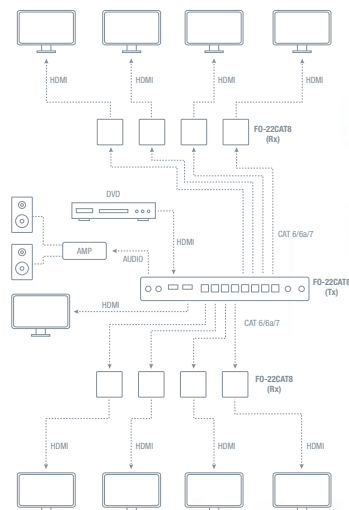 HDMI
HDMI
HDMI
HDMI
FO-22CAT8
(Rx)
DVD
CAT 6/6a/7
HDMI
AMP
AUDIO
FO-22CAT8
(Tx)
HDMI
CAT 6/6a/7
FO-22CAT8
(Rx)
HDMI
HDMI
HDMI
HDMI